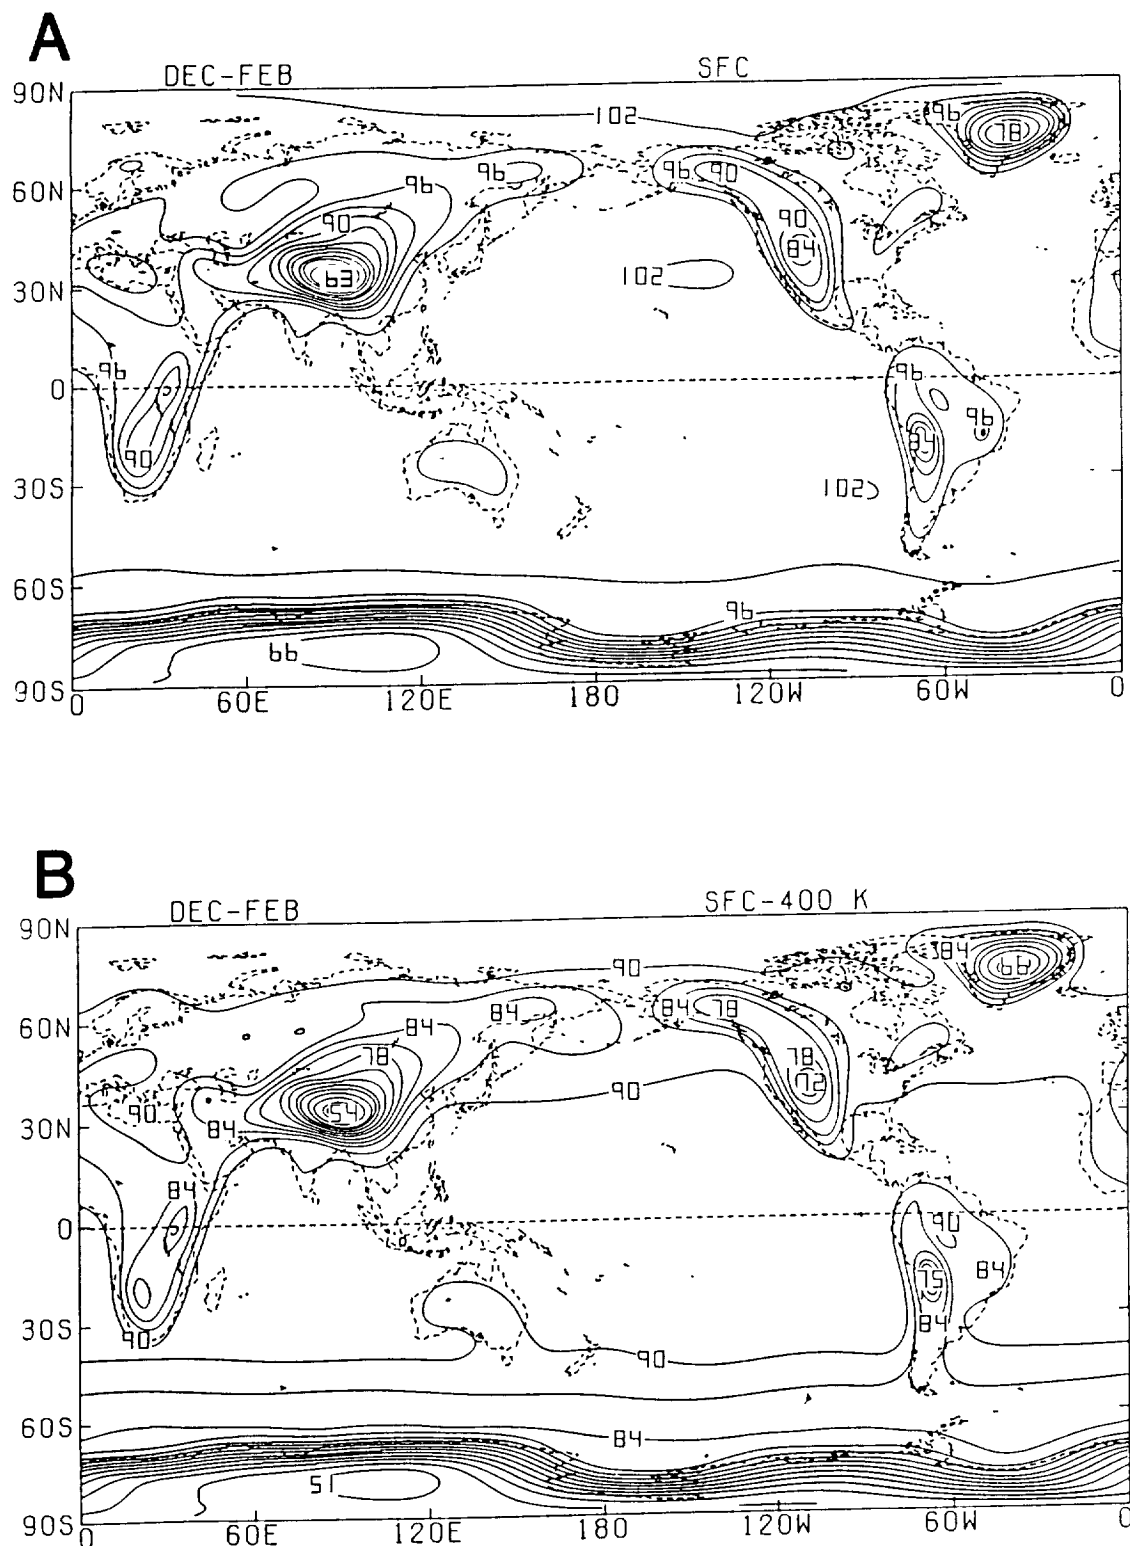 A
DEC-FEB SFC
90N
102 96 78
60N 96 96 96 90
90 90
63 84
30N 102
96 96
0 96
90 84
30S 102
60S
96
66
90S
0 60E 120E 180 120W 60W 0
B
DEC-FEB SFC-400 K
90N
90 84 66
60N 84 84 84 78
78 78
54 72
90 90
30N 84
84
0 90
75 84
84
30S 90
90
60S
84
51
90S
0 60E 120E 180 120W 60W 0